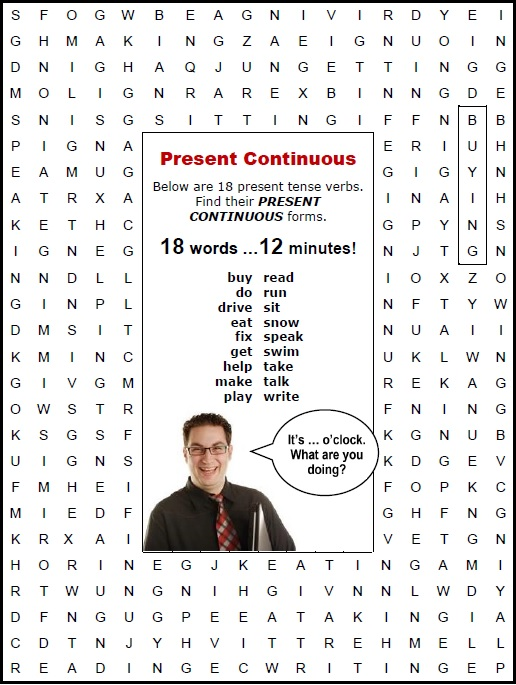 S F O G W B E A G N I V I R D Y E I
G H M A K I N G Z A E I G N U O I N
D N I G H A Q J U N G E T T I N G G
M O L I G N R A R E X B I N N G D E
S N I S G S I T T I N G I F F N B B
P I G N A E R I U H
E A M U G G I G Y N
A T R X A I N A I H
K E T H C G P Y N S
I G N E G N J T G N
N N D L L I O X Z O
G I N P L N F T Y W
D M S I T N U A I I
K M I N C U K L W N
G I V G M R E K A G
O W S T R F N I N G
K S G S F K G N U B
U I G N S K D G E V
F M H E I F O P K C
M I E D F G H F N G
K R X A I V E T G N
H O R I N E G J K E A T I N G A M I
R T W U N G N I H G I V N N L W D Y
D F N G U G P E E A T A K I N G I A
C D T N J Y H V I T T R E H M E L L
R E A D I N G E C W R I T I N G E P
Present Continuous
Below are 18 present tense verbs.
Find their PRESENT
CONTINUOUS forms.
18 words ...12 minutes!
buy read
do run
drive sit
eat snow
fix speak
get swim
help take
make talk
play write
It's ... o'clock.
What are you
doing?